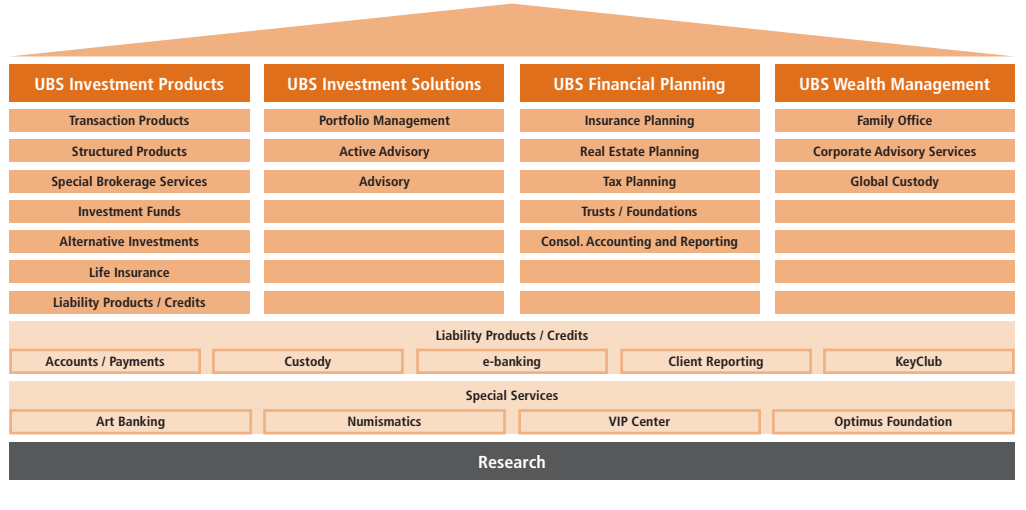 UBS Investment Products
UBS Investment Solutions
UBS Financial Planning
UBS Wealth Management
Transaction Products
Portfolio Management
Insurance Planning
Family Office
Structured Products
Active Advisory
Real Estate Planning
Corporate Advisory Services
Special Brokerage Services
Advisory
Tax Planning
Global Custody
Investment Funds
Trusts / Foundations
Alternative Investments
Consol. Accounting and Reporting
Life Insurance
Liability Products / Credits
Liability Products / Credits
Accounts / Payments
Custody
e-banking
Client Reporting
KeyClub
Special Services
Art Banking
Numismatics
VIP Center
Optimus Foundation
Research